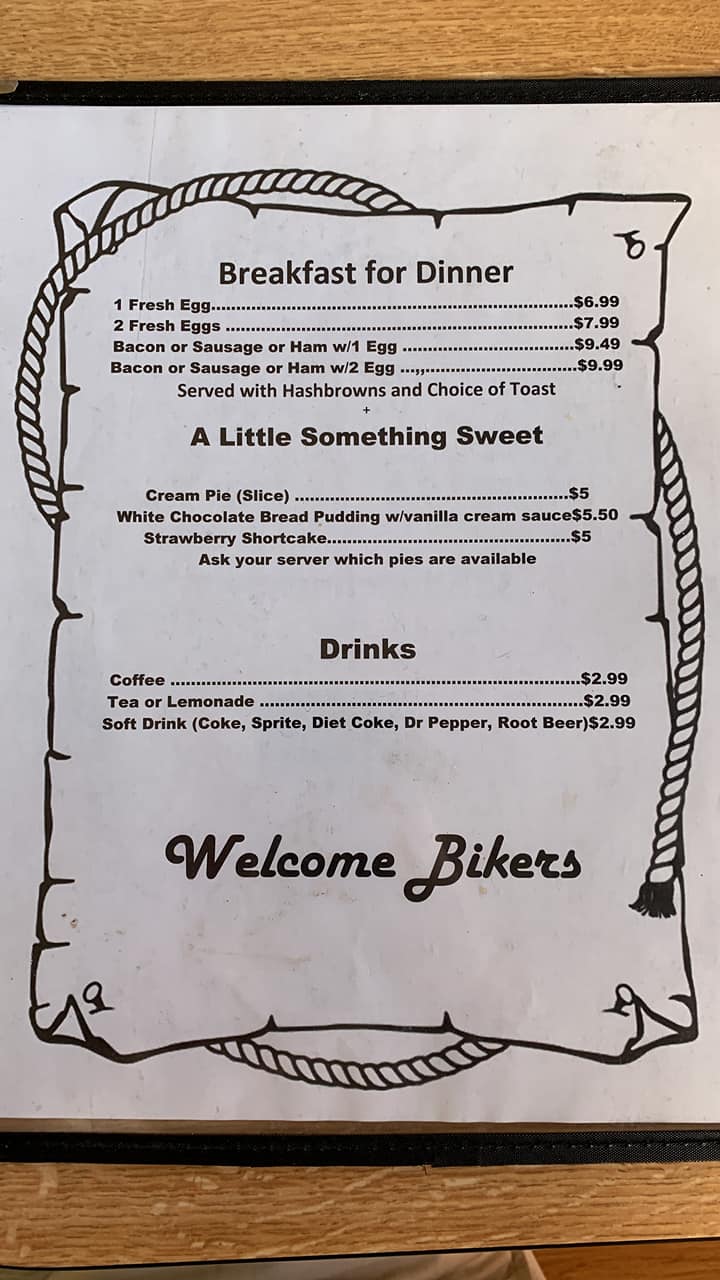 Breakfast for Dinner
1 Fresh Egg.......................................................................$6.99
2 Fresh Eggs ....................................................................$7.99
Bacon or Sausage or Ham w/1 Egg ..................................$9.49
Bacon or Sausage or Ham w/2 Egg ...,,..............................$9.99
Served with Hashbrowns and Choice of Toast
+
A Little Something Sweet
Cream Pie (Slice) ......................................................$5
White Chocolate Bread Pudding w/vanilla cream sauce$5.50
Strawberry Shortcake................................................$5
Ask your server which pies are available
Drinks
Coffee ................................................................................$2.99
Tea or Lemonade ...............................................................$2.99
Soft Drink (Coke, Sprite, Diet Coke, Dr Pepper, Root Beer)$2.99
Welcome Bikers